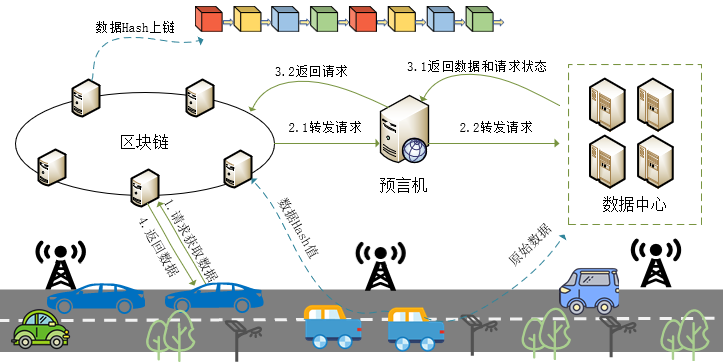 数据Hash上链
3.2返回请求
3.1返回数据和请求状态
区块链
2.1转发请求
2.2转发请求
预言机
数据中心
1. 请求获取数据
4. 返回数据
数据Hash值
原始数据